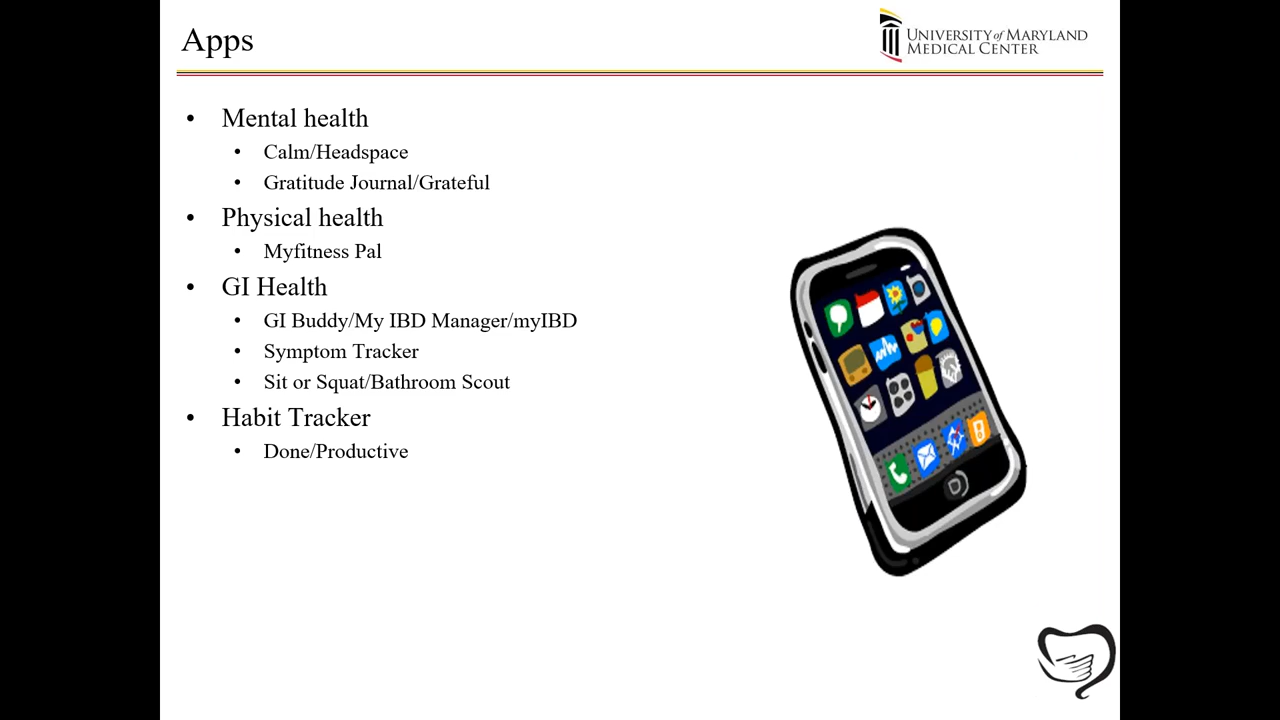 Apps
UNIVERSITY of MARYLAND
MEDICAL CENTER
• Mental health
• Calm/Headspace
• Gratitude Journal/Grateful
• Physical health
• Myfitness Pal
• GI Health
• GI Buddy/My IBD Manager/myIBD
• Symptom Tracker
• Sit or Squat/Bathroom Scout
• Habit Tracker
• Done/Productive